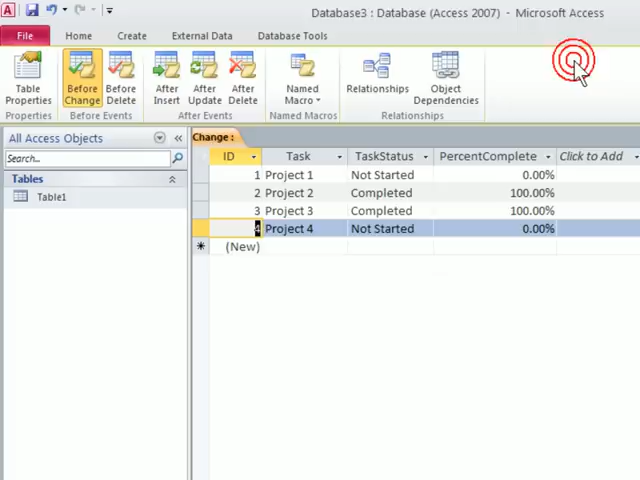 A
Database3 : Database (Access 2007) - Microsoft Access
File Home Create External Data Database Tools
Table Properties
Before Change
Before Delete
After Insert
After Update
After Delete
Named Macro
Relationships
Object Dependencies
Properties Before Events After Events Named Macros Relationships
All Access Objects «
Change :
Search...
ID Task TaskStatus PercentComplete Click to Add
Tables
1 Project 1 Not Started 0.00%
Table1
2 Project 2 Completed 100.00%
3 Project 3 Completed 100.00%
4 Project 4 Not Started 0.00%
* (New)